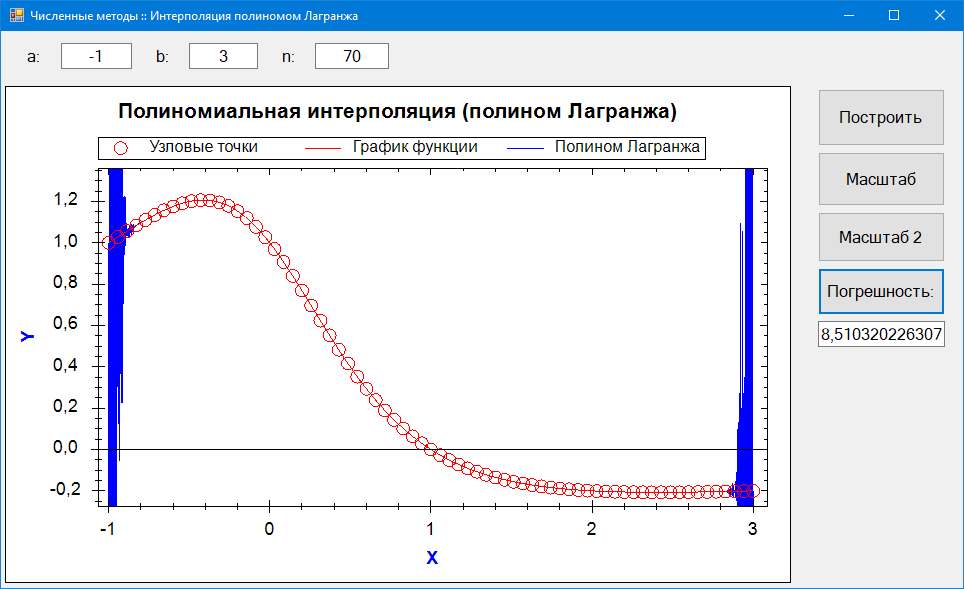 Численные методы :: Интерполяция полиномом Лагранжа
a: -1 b: 3 n: 70
Полиномиальная интерполяция (полином Лагранжа)
Узловые точки График функции Полином Лагранжа
1,2
1,0
0,8
0,6
0,4
0,2
0,0
-0,2
Y
-1 0 1 2 3
X
Построить
Масштаб
Масштаб 2
Погрешность:
8,510320226307